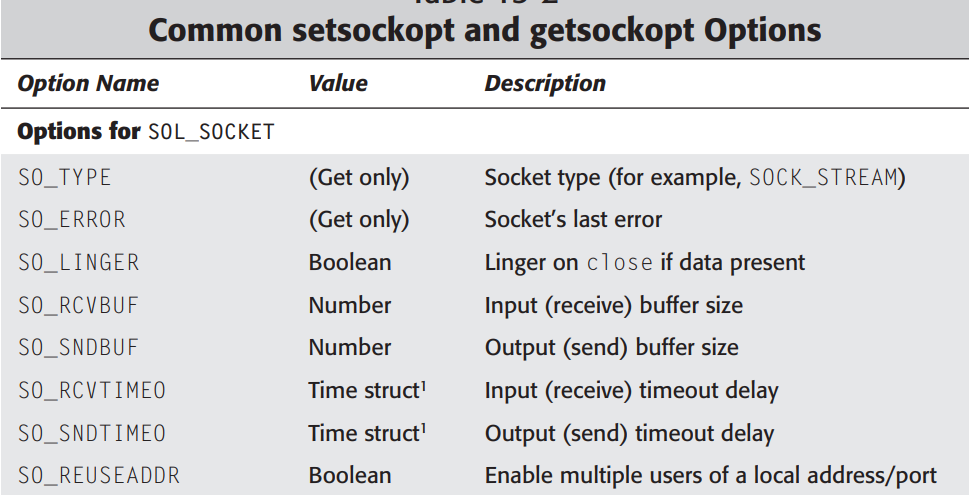 Table 15-2
Common setsockopt and getsockopt Options
Option Name Value Description
Options for SOL_SOCKET
SO_TYPE (Get only) Socket type (for example, SOCK_STREAM)
SO_ERROR (Get only) Socket’s last error
SO_LINGER Boolean Linger on close if data present
SO_RCVBUF Number Input (receive) buffer size
SO_SNDBUF Number Output (send) buffer size
SO_RCVTIMEO Time struct¹ Input (receive) timeout delay
SO_SNDTIMEO Time struct¹ Output (send) timeout delay
SO_REUSEADDR Boolean Enable multiple users of a local address/port